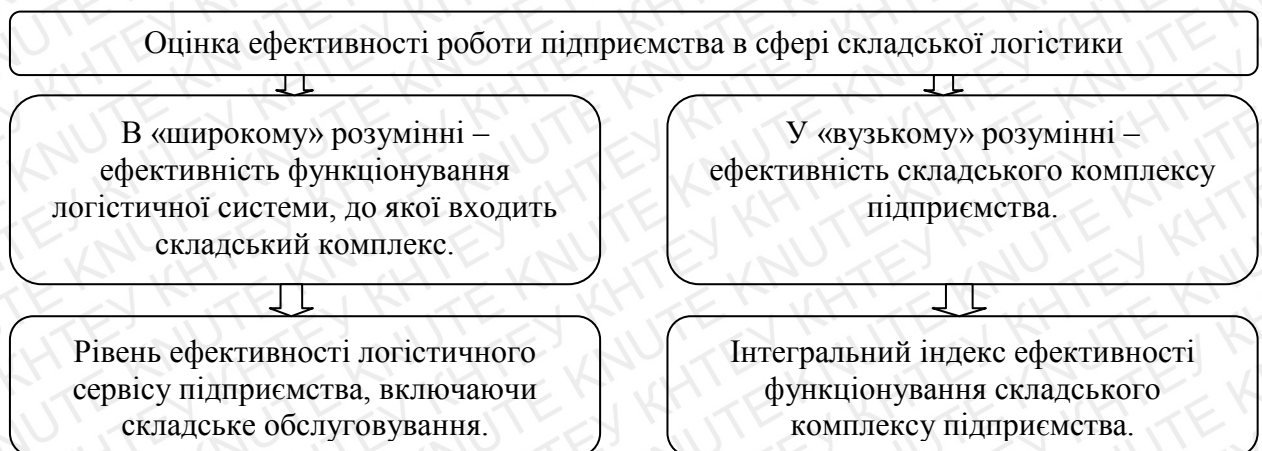 Оцінка ефективності роботи підприємства в сфері складської логістики
В «широкому» розумінні –
ефективність функціонування
логістичної системи, до якої входить
складський комплекс.
У «вузькому» розумінні –
ефективність складського комплексу
підприємства.
Рівень ефективності логістичного
сервісу підприємства, включаючи
складське обслуговування.
Інтегральний індекс ефективності
функціонування складського
комплексу підприємства.